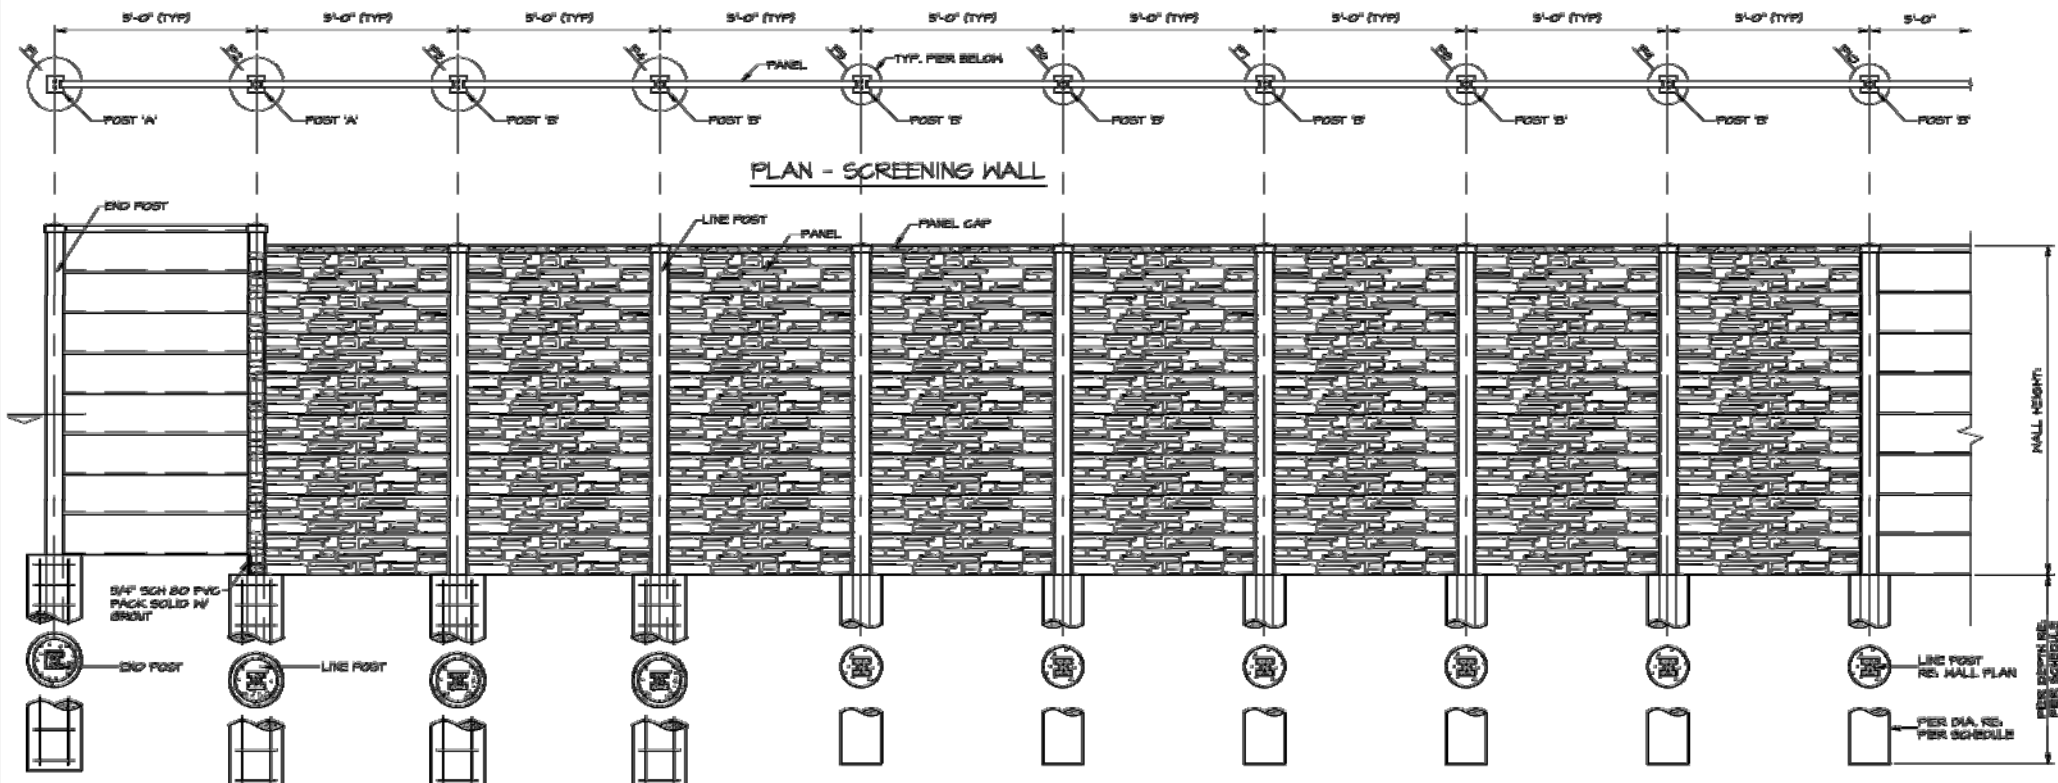 5'-0" (TYP) 5'-0" (TYP) 5'-0" (TYP) 5'-0" (TYP) 5'-0" (TYP) 5'-0" (TYP) 5'-0" (TYP) 5'-0" (TYP) 5'-0" (TYP) 5'-0"
PANEL
TYP. PIER BELOW
POST 'A' POST 'A' POST 'B' POST 'B' POST 'B' POST 'B' POST 'B' POST 'B' POST 'B' POST 'B'
PLAN - SCREENING WALL
END POST
LINE POST
PANEL
PANEL CAP
WALL HEIGHT:
3/4" SCH 80 PVC
PACK SOLID W/
GROUT
END POST
LINE POST
LINE POST
RE: WALL PLAN
PIER DIA. RE:
PIER SCHEDULE
PIER DEPTH RE:
PIER SCHEDULE